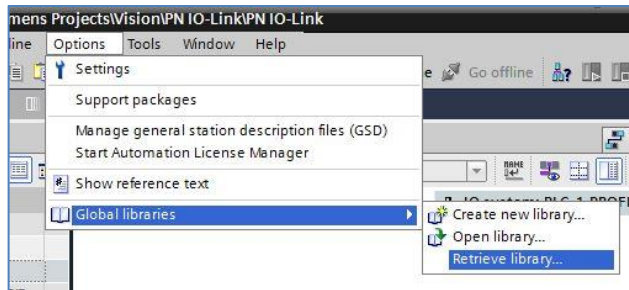 mens Projects\Vision\PN IO-Link\PN IO-Link
line Options Tools Window Help
Settings
Go offline
Support packages
Manage general station description files (GSD)
Start Automation License Manager
Show reference text
Global libraries
Create new library...
Open library...
Retrieve library...